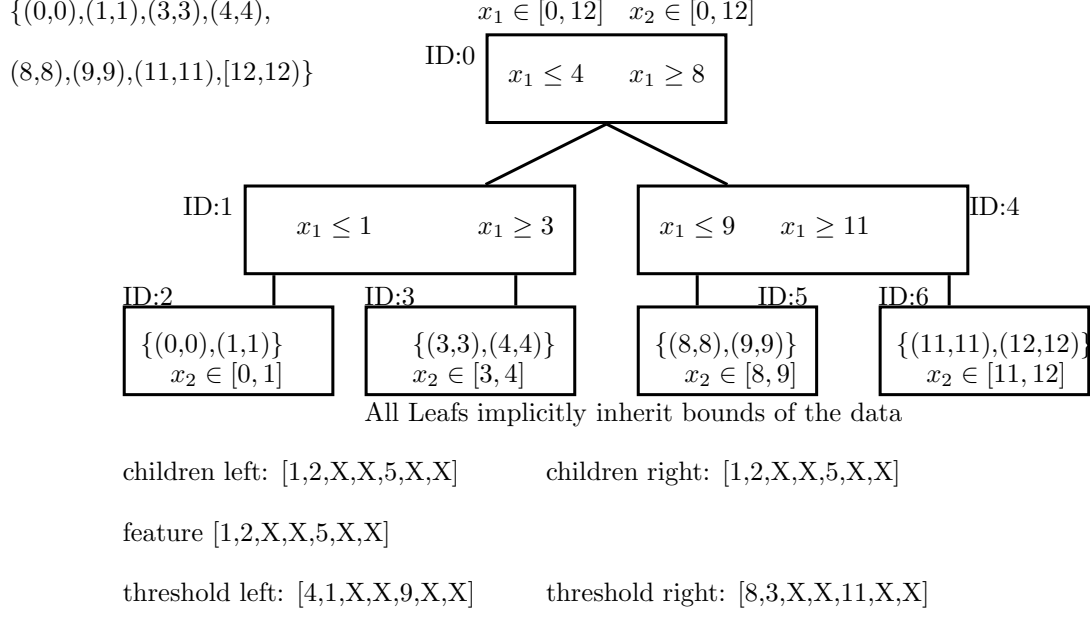 {(0,0),(1,1),(3,3),(4,4),
(8,8),(9,9),(11,11),[12,12)}
x₁ ∈ [0, 12] x₂ ∈ [0, 12]
ID:0
x₁ ≤ 4 x₁ ≥ 8
ID:1
x₁ ≤ 1 x₁ ≥ 3
x₁ ≤ 9 x₁ ≥ 11
ID:4
ID:2
{(0,0),(1,1)}
x₂ ∈ [0, 1]
ID:3
{(3,3),(4,4)}
x₂ ∈ [3, 4]
ID:5
{(8,8),(9,9)}
x₂ ∈ [8, 9]
ID:6
{(11,11),(12,12)}
x₂ ∈ [11, 12]
All Leafs implicitly inherit bounds of the data
children left: [1,2,X,X,5,X,X] children right: [1,2,X,X,5,X,X]
feature [1,2,X,X,5,X,X]
threshold left: [4,1,X,X,9,X,X] threshold right: [8,3,X,X,11,X,X]